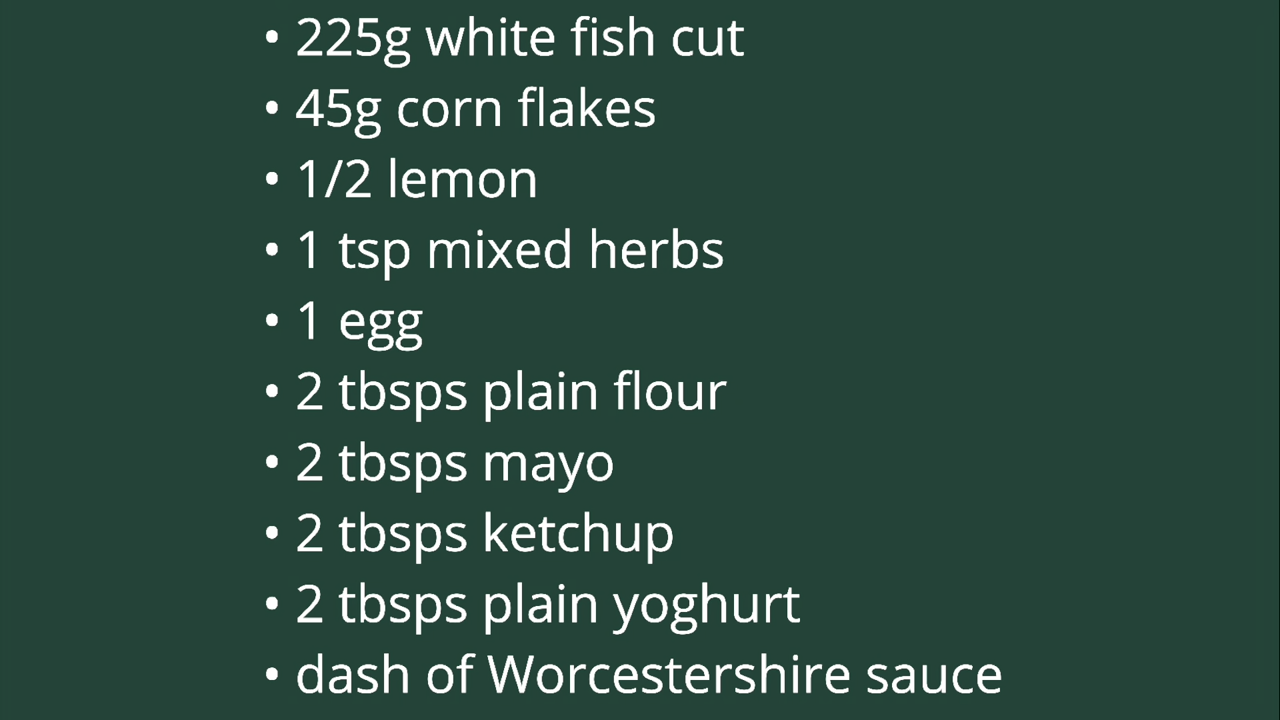 • 225g white fish cut
• 45g corn flakes
• 1/2 lemon
• 1 tsp mixed herbs
• 1 egg
• 2 tbsps plain flour
• 2 tbsps mayo
• 2 tbsps ketchup
• 2 tbsps plain yoghurt
• dash of Worcestershire sauce